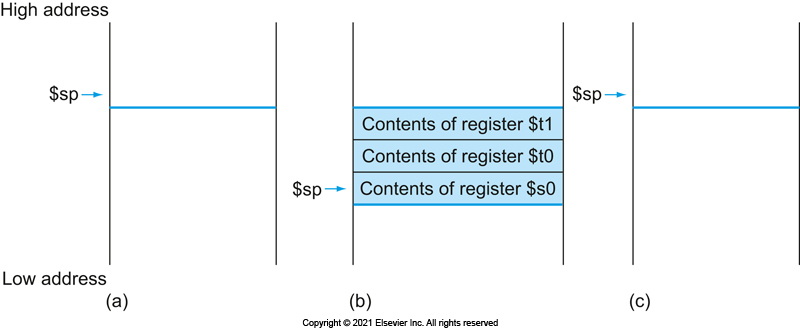 High address
$sp
$sp
Contents of register $t1
Contents of register $t0
$sp
Contents of register $s0
Low address
(a)
(b)
(c)
Copyright © 2021 Elsevier Inc. All rights reserved